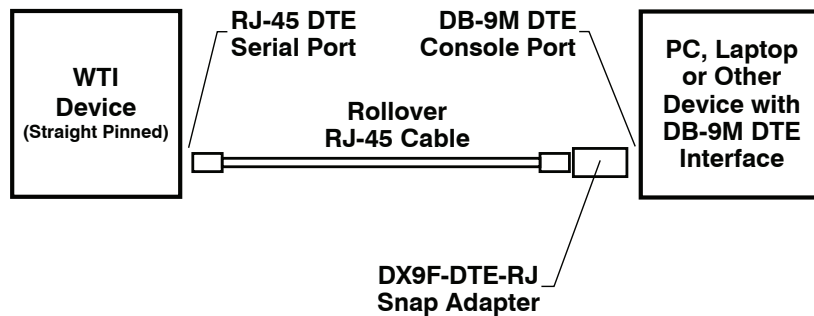 RJ-45 DTE
Serial Port
DB-9M DTE
Console Port
WTI
Device
(Straight Pinned)
Rollover
RJ-45 Cable
PC, Laptop
or Other
Device with
DB-9M DTE
Interface
DX9F-DTE-RJ
Snap Adapter